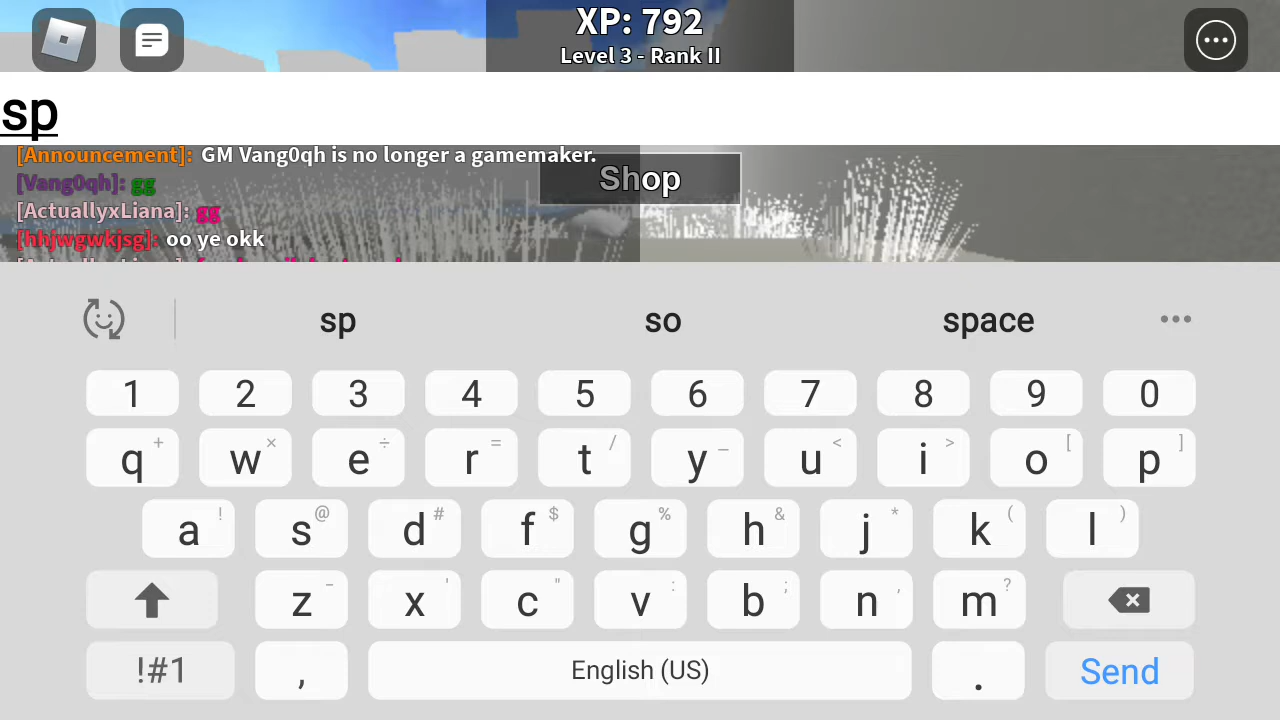 XP: 792
Level 3 - Rank II
sp
[Announcement]: GM Vang0qh is no longer a gamemaker.
Shop
[Vang0qh]: gg
[ActuallyxLiana]: gg
[hhjwgwkjsg]: oo ye okk
sp so space
1 2 3 4 5 6 7 8 9 0
q + w × e ÷ r = t / y _ u < i > o [ p ]
a ! s @ d # f $ g % h & j * k ( l )
z - x ' c " v : b ; n , m ?
!#1 , English (US) . Send